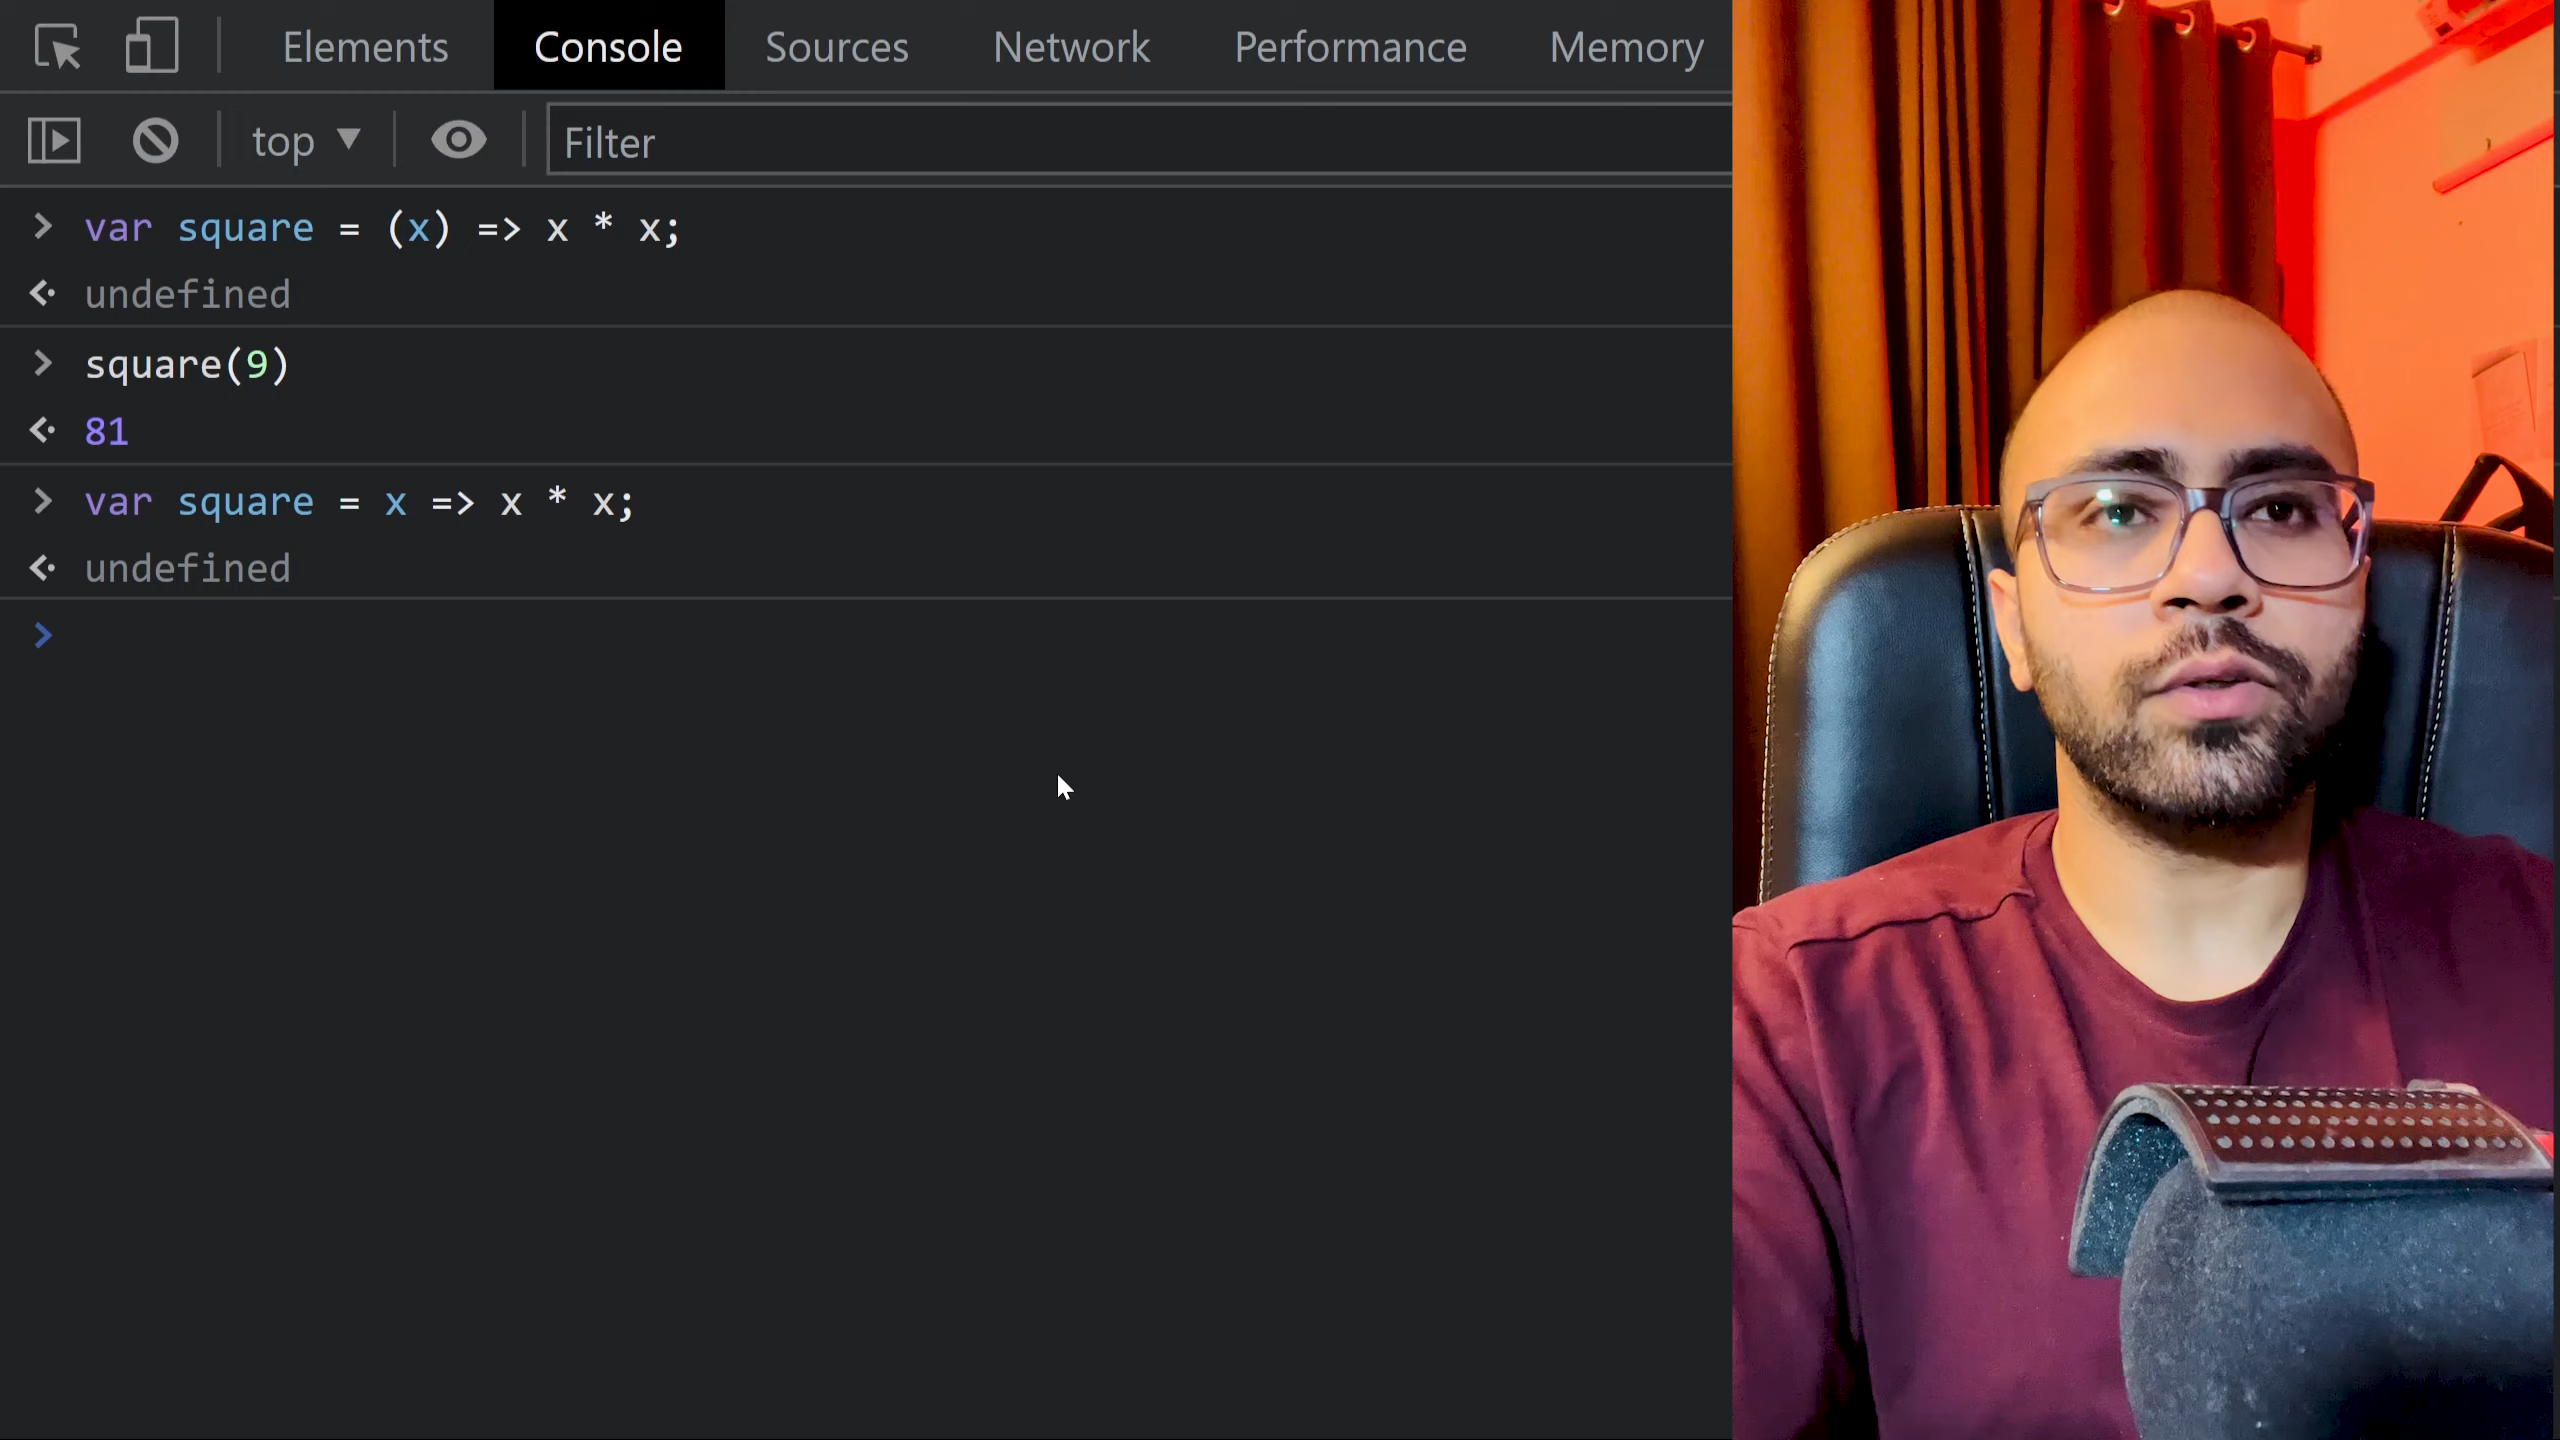 Elements Console Sources Network Performance Memory
top Filter
var square = (x) => x * x;
undefined
square(9)
81
var square = x => x * x;
undefined